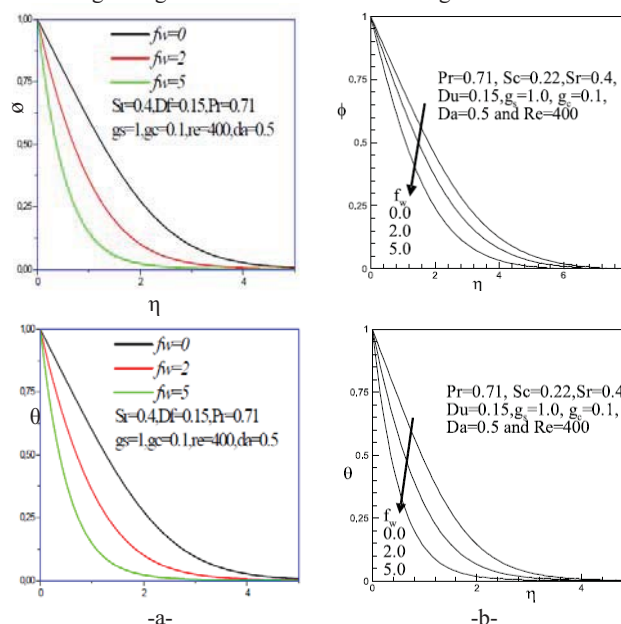 1,00
0,75
0,50
0,25
0,00
0
2
4
ø
η
fw=0
fw=2
fw=5
Sr=0.4,Df=0.15,Pr=0.71
gs=1,gc=0.1,re=400,da=0.5
1
0,75
0,5
0,25
0
0
2
4
6
ϕ
η
Pr=0.71, Sc=0.22,Sr=0.4,
Du=0.15,gs=1.0, gc=0.1,
Da=0.5 and Re=400
fw
0.0
2.0
5.0
1,00
0,75
0,50
0,25
0,00
0
2
4
θ
η
fw=0
fw=2
fw=5
Sr=0.4,Df=0.15,Pr=0.71
gs=1,gc=0.1,re=400,da=0.5
1
0,75
0.5
0,25
0
0
2
4
θ
η
Pr=0.71, Sc=0.22,Sr=0.4
Du=0.15,gs=1.0, gc=0.1,
Da=0.5 and Re=400
fw
0.0
2.0
5.0
-a-
-b-